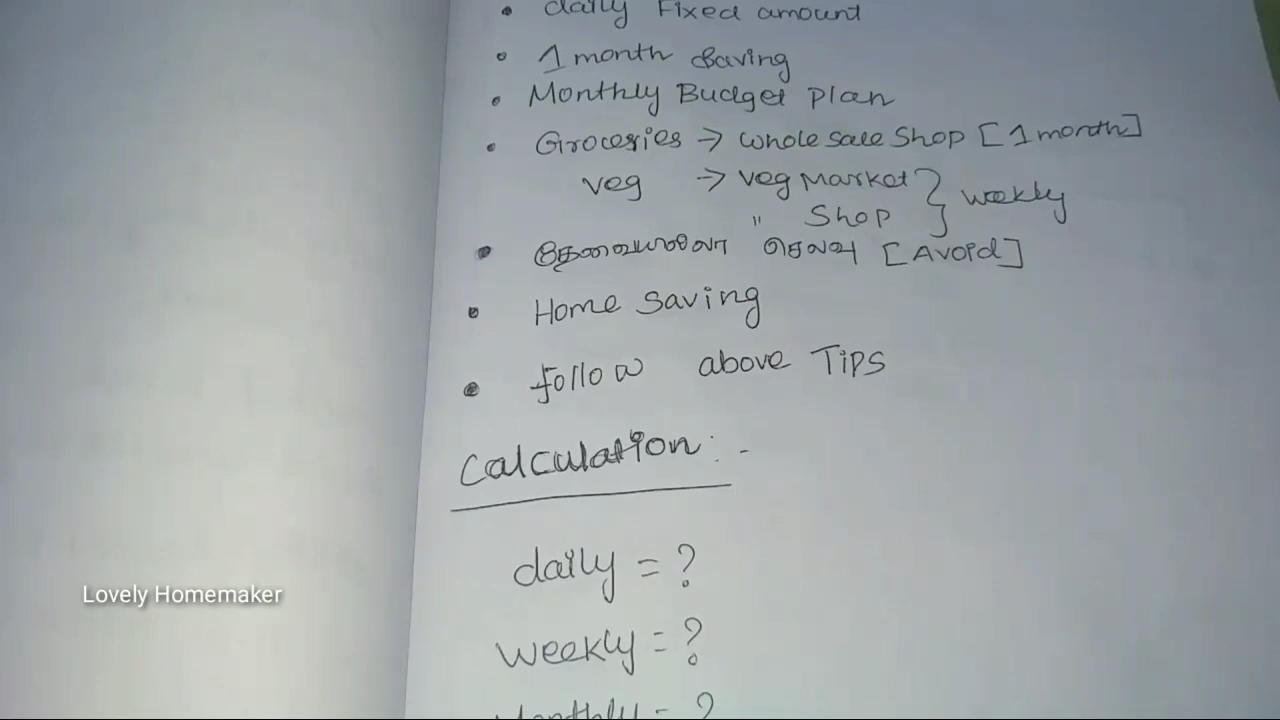 • daily Fixed amount
• 1 month Saving
• Monthly Budget Plan
• Groceries → Whole sale Shop [1 month]
veg → veg Market } weekly
" Shop
• தேவையில்லா செலவு [Avoid]
• Home Saving
• follow above Tips
Calculation:-
daily = ?
weekly = ?
Monthly = ?
Lovely Homemaker